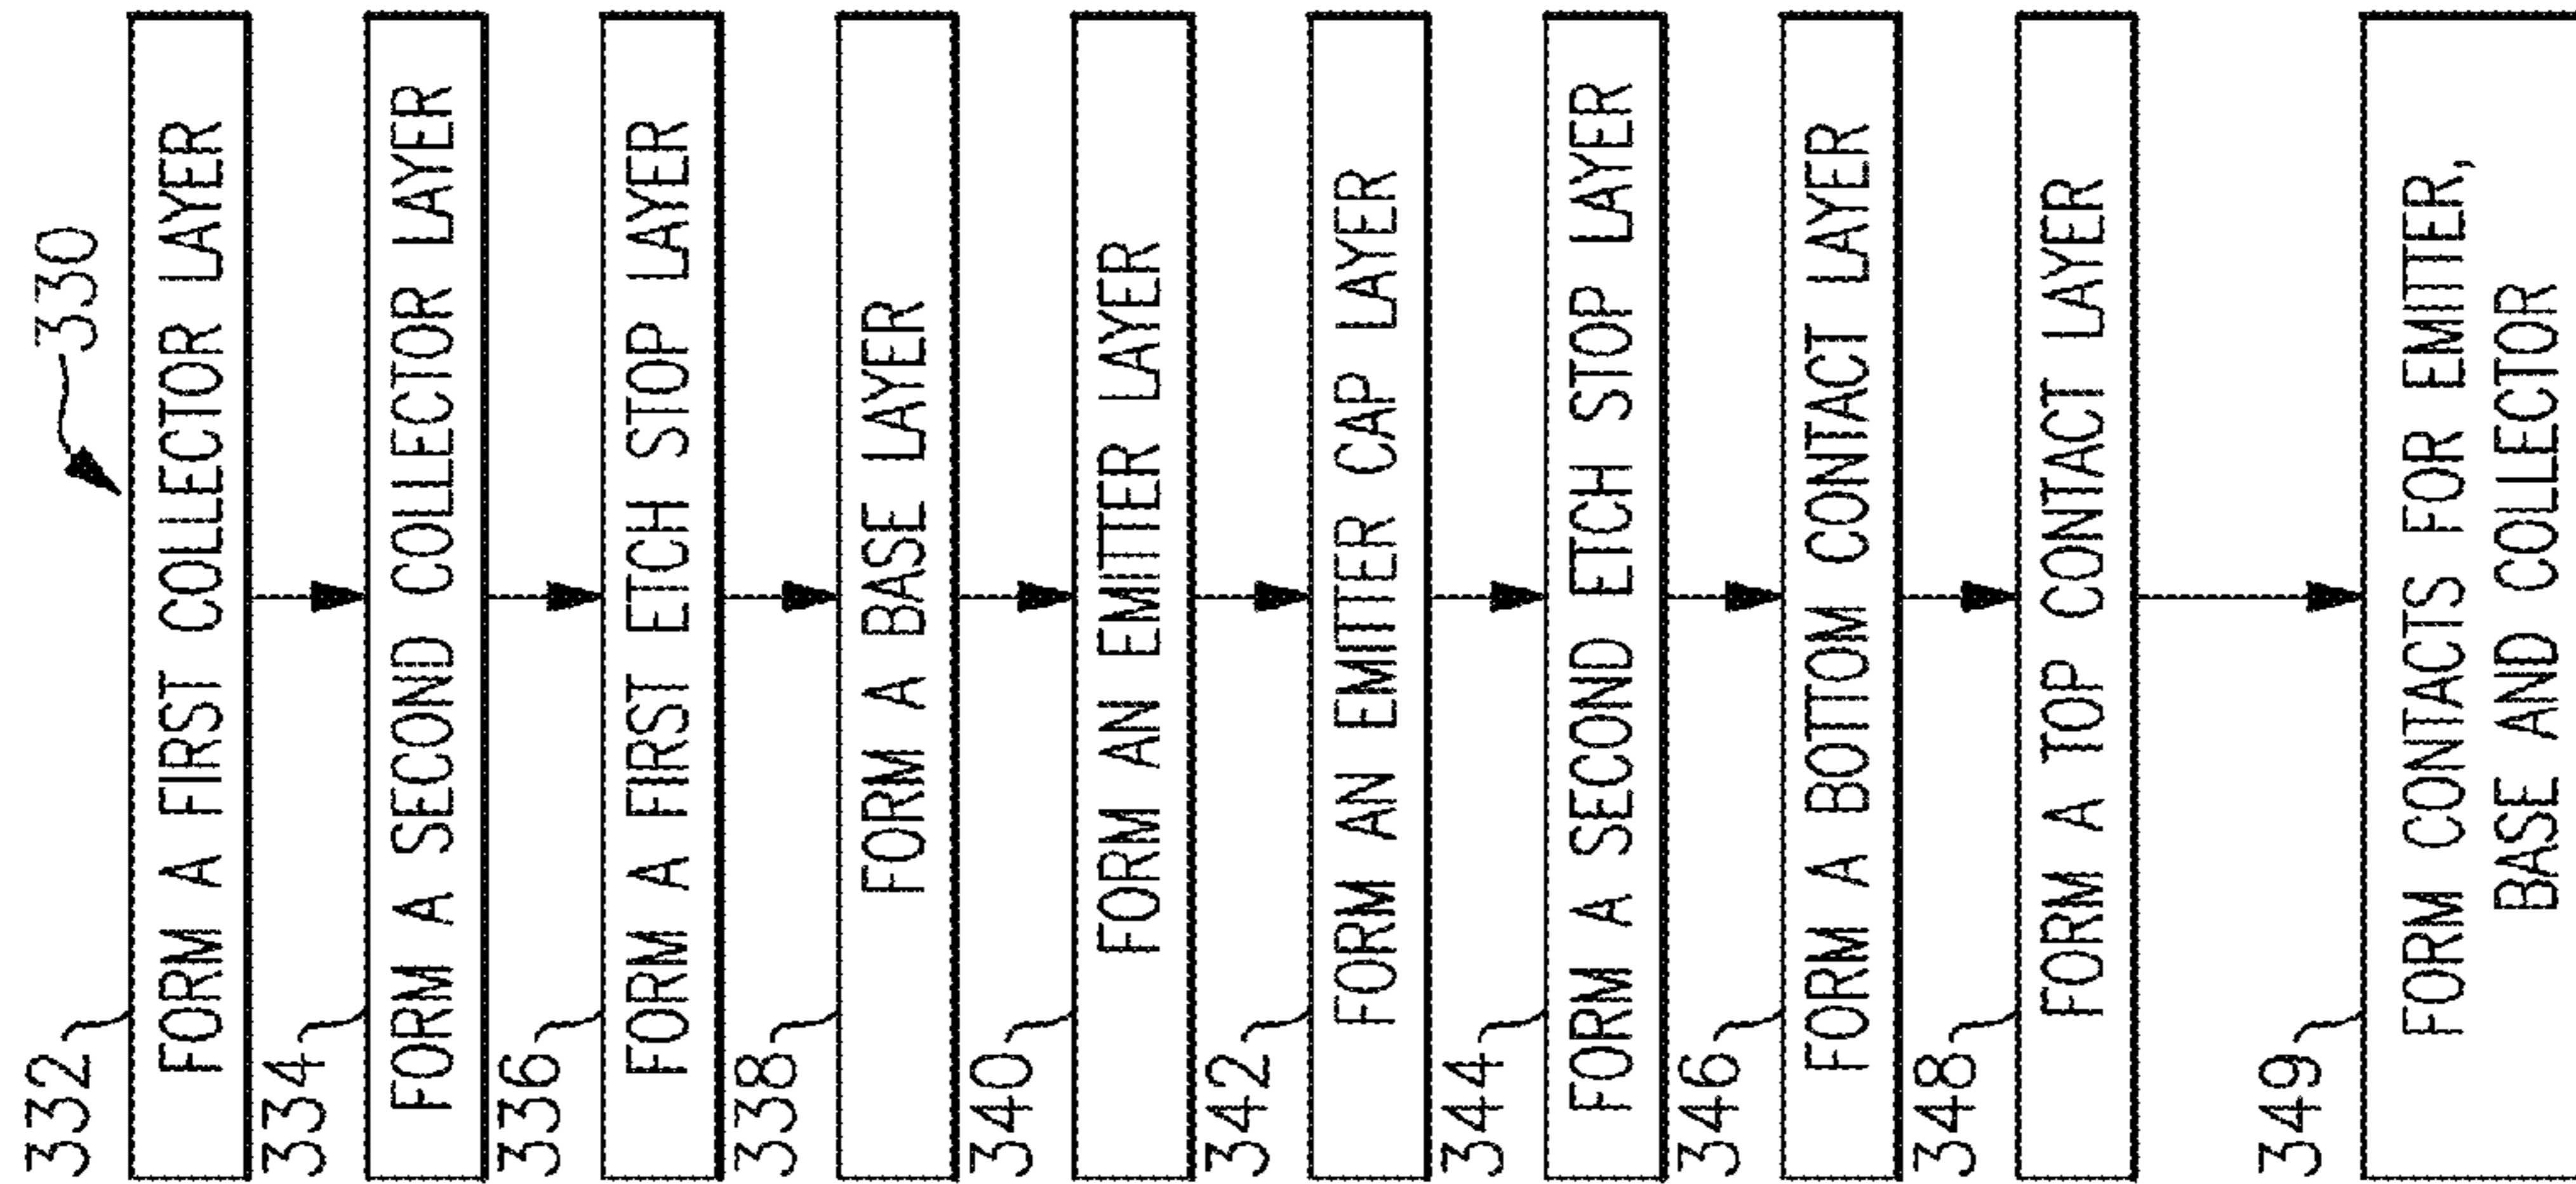 330
332
FORM A FIRST COLLECTOR LAYER
334
FORM A SECOND COLLECTOR LAYER
336
FORM A FIRST ETCH STOP LAYER
338
FORM A BASE LAYER
340
FORM AN EMITTER LAYER
342
FORM AN EMITTER CAP LAYER
344
FORM A SECOND ETCH STOP LAYER
346
FORM A BOTTOM CONTACT LAYER
348
FORM A TOP CONTACT LAYER
349
FORM CONTACTS FOR EMITTER,
BASE AND COLLECTOR